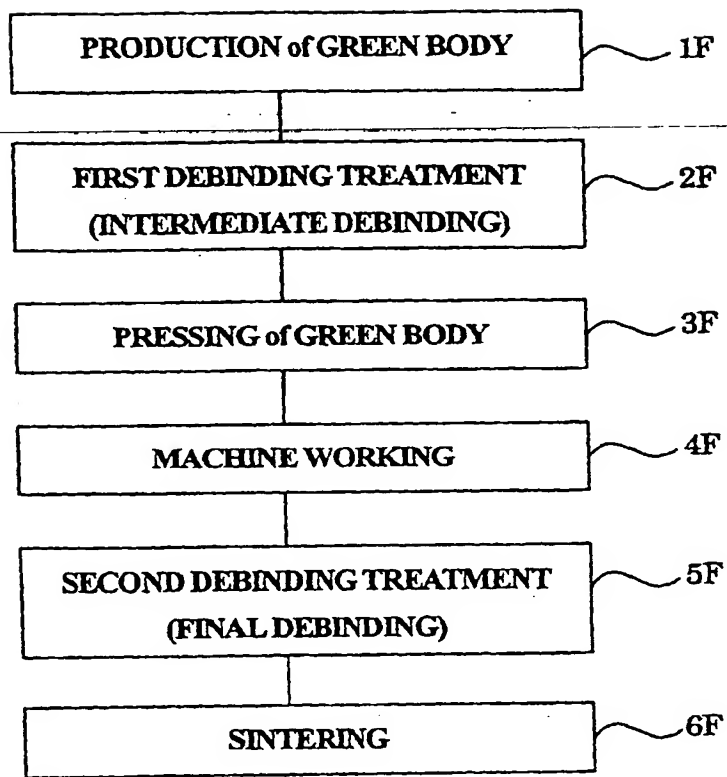 PRODUCTION of GREEN BODY 1F
FIRST DEBINDING TREATMENT 2F
(INTERMEDIATE DEBINDING)
PRESSING of GREEN BODY 3F
MACHINE WORKING 4F
SECOND DEBINDING TREATMENT 5F
(FINAL DEBINDING)
SINTERING 6F